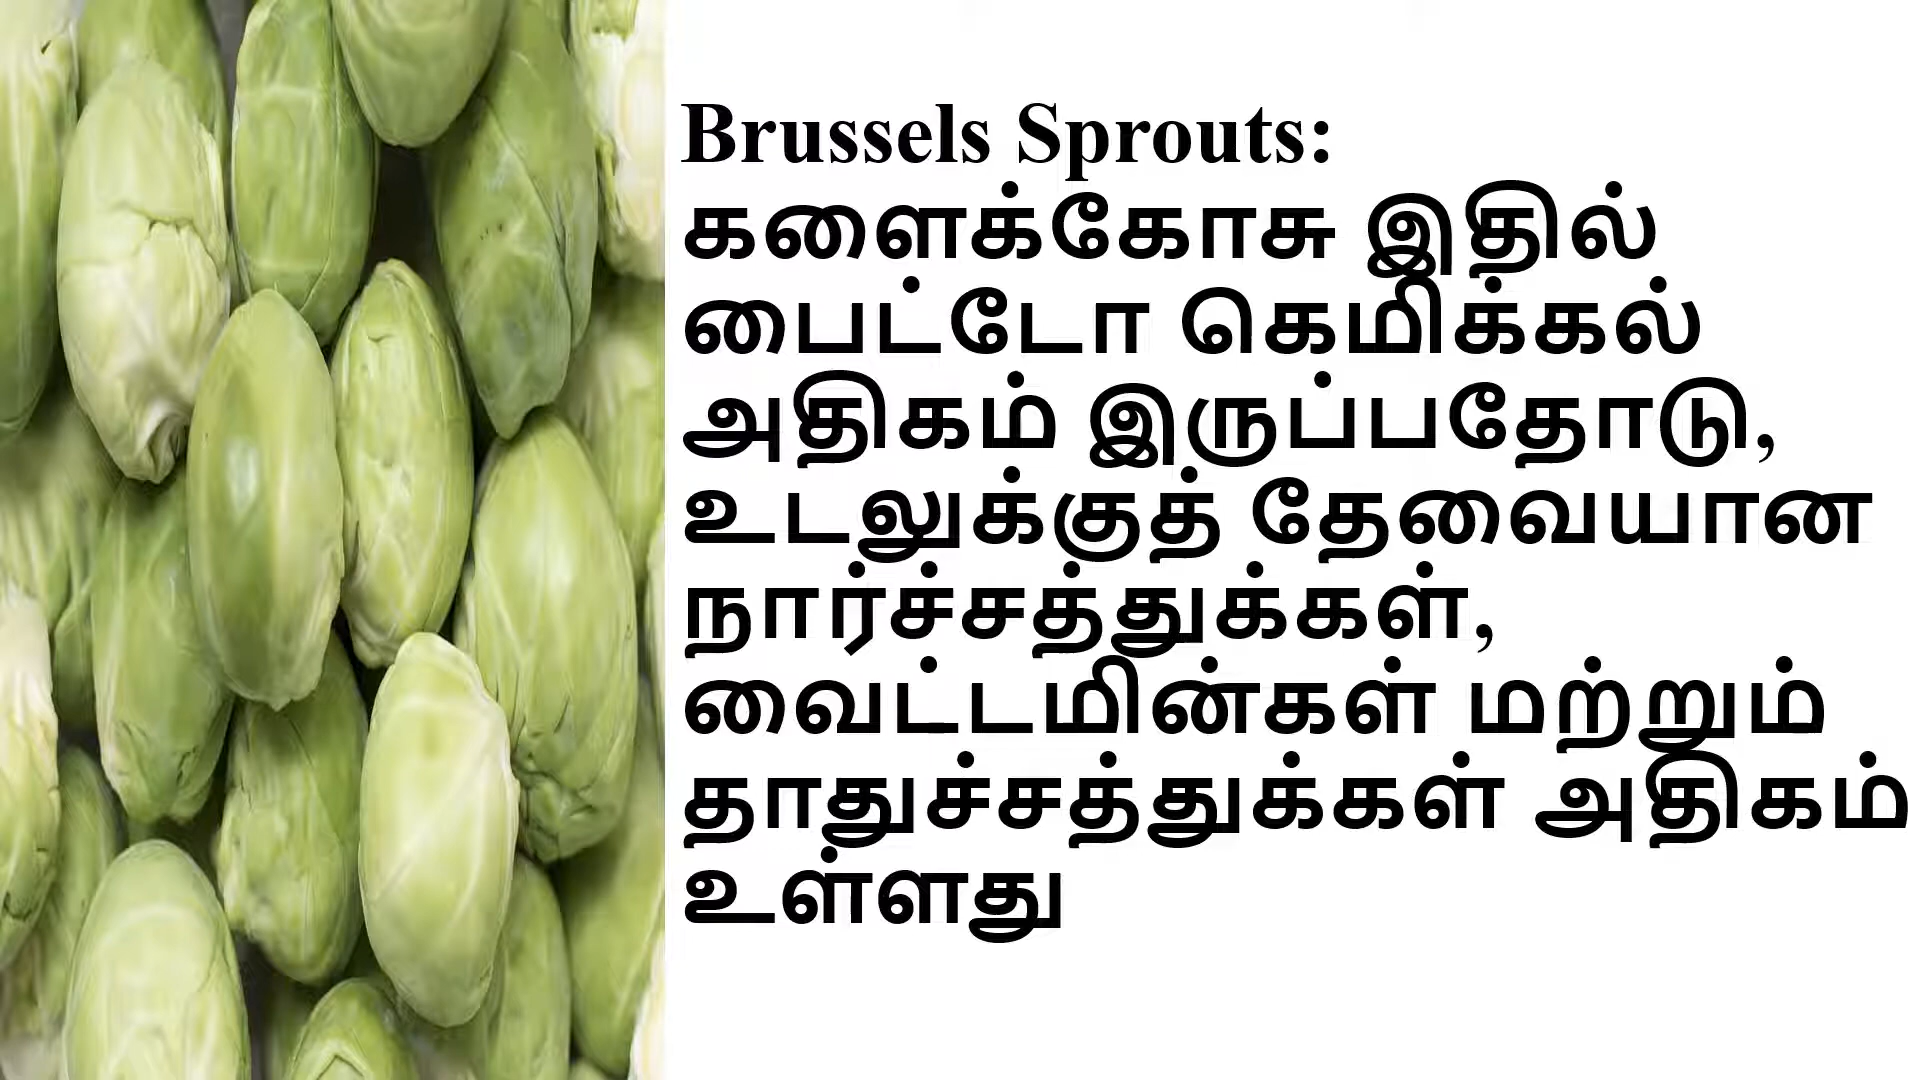 Brussels Sprouts:
களைக்கோசு இதில்
பைட்டோ கெமிக்கல்
அதிகம் இருப்பதோடு,
உடலுக்குத் தேவையான
நார்ச்சத்துக்கள்,
வைட்டமின்கள் மற்றும்
தாதுச்சத்துக்கள் அதிகம்
உள்ளது